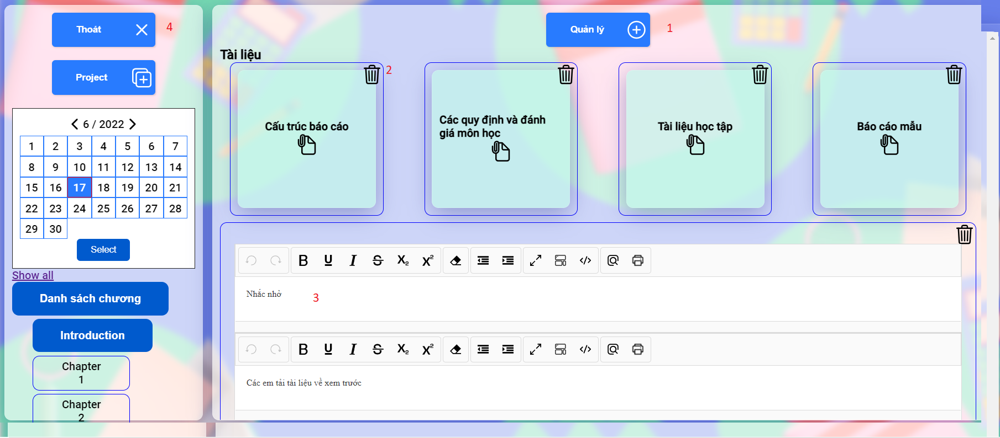 Thoát
4
Project
6 / 2022
1 2 3 4 5 6 7
8 9 10 11 12 13 14
15 16 17 18 19 20 21
22 23 24 25 26 27 28
29 30
Select
Show all
Danh sách chương
Introduction
Chapter
1
Chapter
2
Quản lý
1
Tài liệu
2
Cấu trúc báo cáo
Các quy định và đánh
giá môn học
Tài liệu học tập
Báo cáo mẫu
B U I S X₂ X²
Nhắc nhở
3
B U I S X₂ X²
Các em tải tài liệu về xem trước